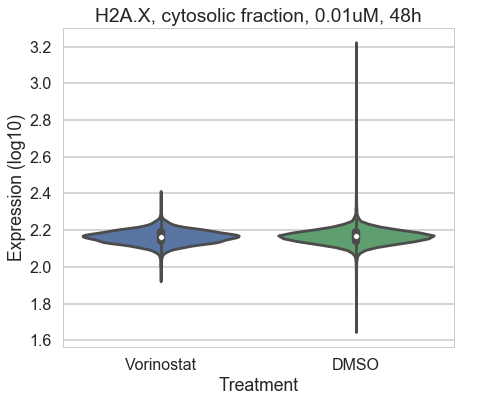 H2A.X, cytosolic fraction, 0.01uM, 48h
Expression (log10)
3.2
3.0
2.8
2.6
2.4
2.2
2.0
1.8
1.6
Vorinostat DMSO
Treatment